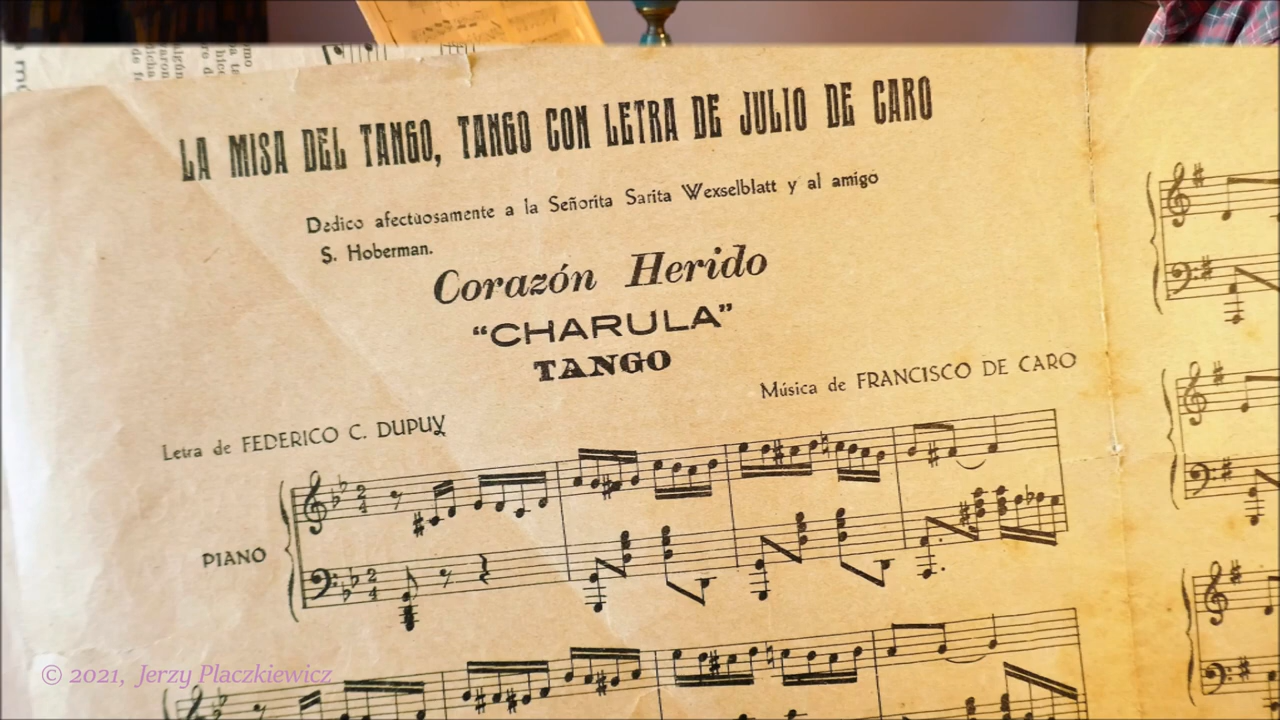 LA MISA DEL TANGO, TANGO CON LETRA DE JULIO DE CARO
Dedico afectuosamente a la Señorita Sarita Wexselblatt y al amigo
S. Hoberman.
Corazón Herido
"CHARULA"
TANGO
Letra de FEDERICO C. DUPUY
Música de FRANCISCO DE CARO
PIANO
© 2021, Jerzy Placzkiewicz